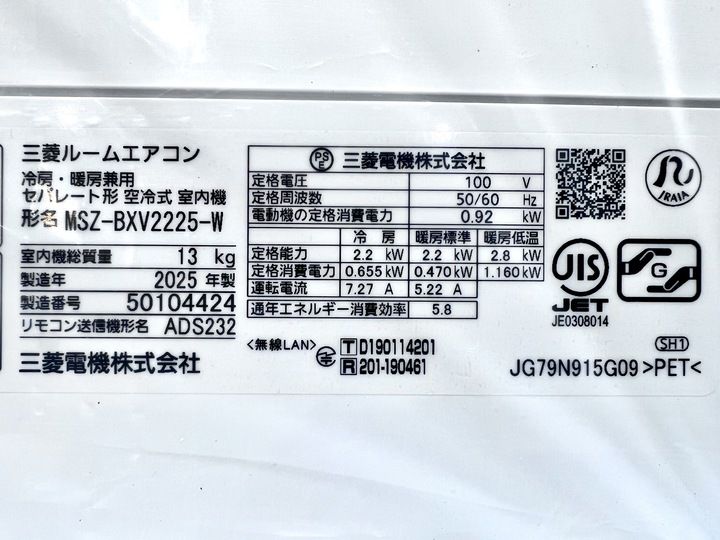 三菱ルームエアコン
冷房・暖房兼用
セパレート形 空冷式 室内機
形名 MSZ-BXV2225-W
室内機総質量 13 kg
製造年 2025 年製
製造番号 50104424
リモコン送信機形名 ADS232
三菱電機株式会社
PSE 三菱電機株式会社
定格電圧 100 V
定格周波数 50/60 Hz
電動機の定格消費電力 0.92 kW
冷 房 暖房標準 暖房低温
定格能力 2.2 kW 2.2 kW 2.8 kW
定格消費電力 0.655 kW 0.470 kW 1.160 kW
運転電流 7.27 A 5.22 A
通年エネルギー消費効率 5.8
<無線LAN> T D190114201
R 201-190461
JRAIA
JIS
JET
JE0308014
G
SH1
JG79N915G09 >PET<